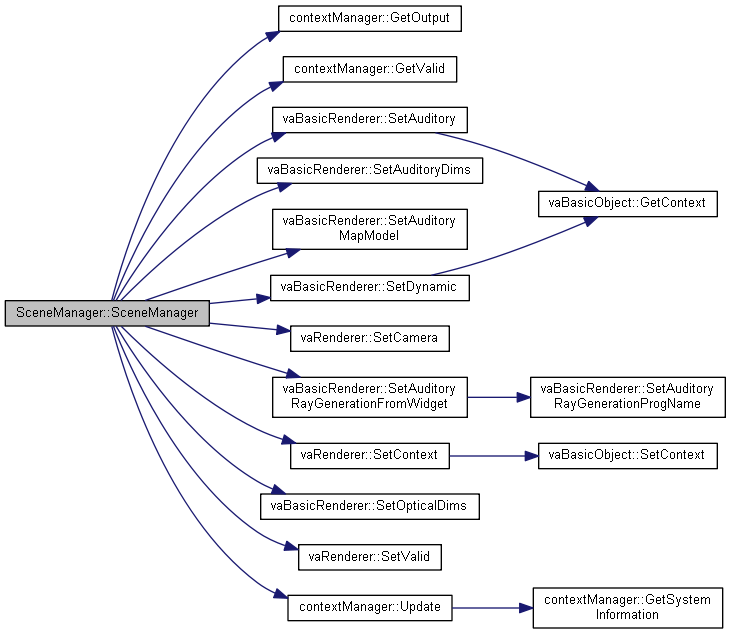 contextManager::GetOutput
contextManager::GetValid
vaBasicRenderer::SetAuditory
vaBasicRenderer::SetAuditoryDims
vaBasicObject::GetContext
vaBasicRenderer::SetAuditory
MapModel
vaBasicRenderer::SetDynamic
SceneManager::SceneManager
vaRenderer::SetCamera
vaBasicRenderer::SetAuditory
RayGenerationFromWidget
vaBasicRenderer::SetAuditory
RayGenerationProgName
vaRenderer::SetContext
vaBasicObject::SetContext
vaBasicRenderer::SetOpticalDims
vaRenderer::SetValid
contextManager::Update
contextManager::GetSystem
Information